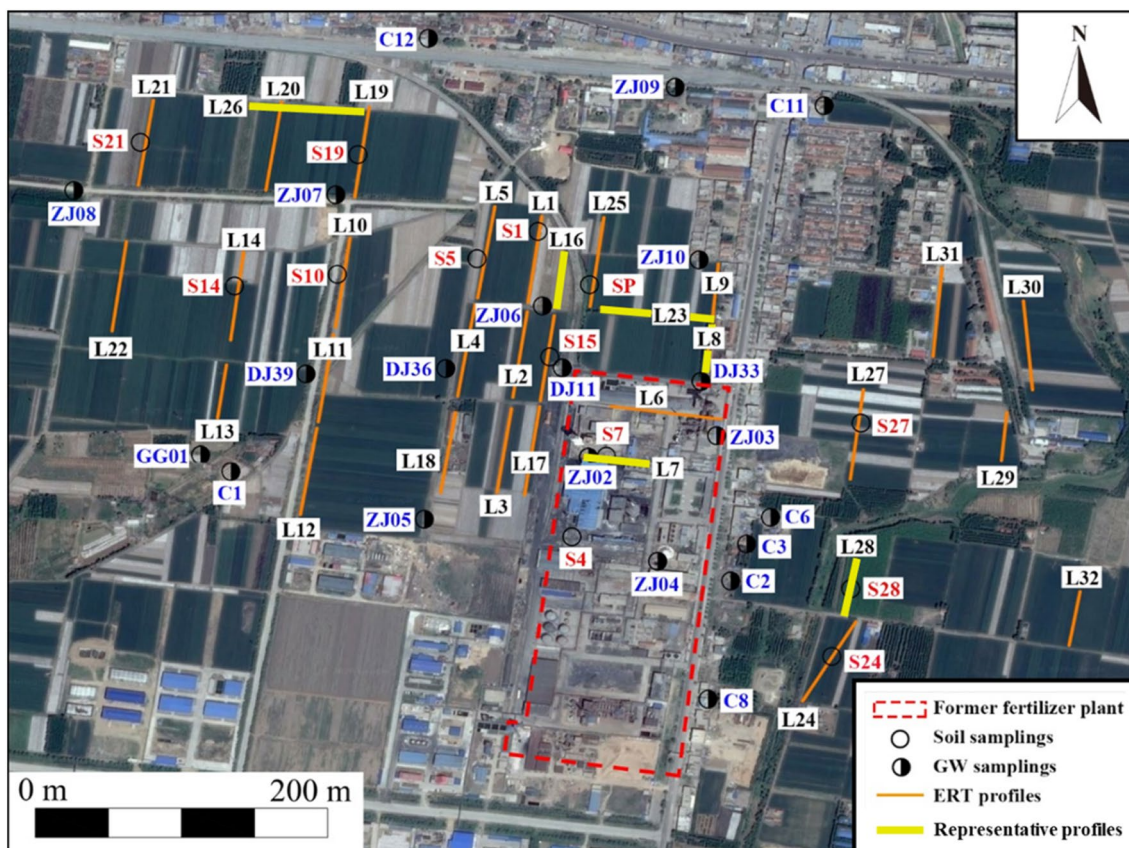 C12
N
L21
L20
L19
ZJ09
L26
C11
S21
S19
L5
L1
ZJ08
ZJ07
L25
L10
S1
L16
L14
S5
ZJ10
L31
S10
S14
SP
L9
L30
ZJ06
L23
L22
L11
L4
S15
L8
DJ39
DJ36
L2
DJ11
DJ33
L27
L6
S27
L13
ZJ03
GG01
S7
L18
L17
ZJ02
L7
L29
C1
L3
L12
ZJ05
C6
S4
C3
L28
ZJ04
C2
S28
L32
S24
C8
L24
0 m 200 m
Former fertilizer plant
Soil samplings
GW samplings
ERT profiles
Representative profiles